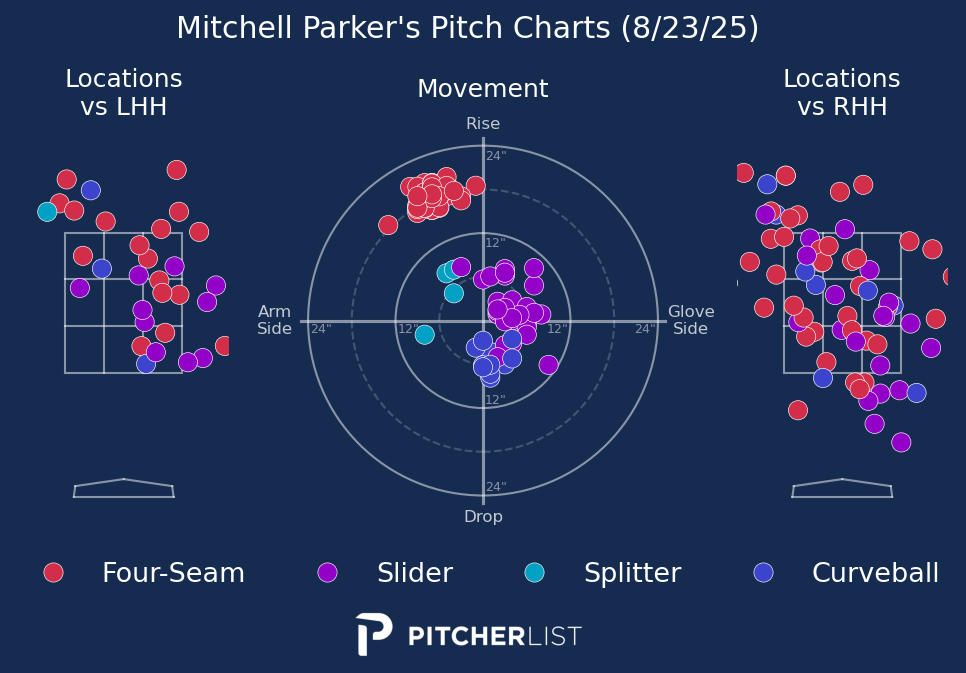 Mitchell Parker's Pitch Charts (8/23/25)
Locations
vs LHH
Movement
Locations
vs RHH
Rise
24"
12"
Arm
Side
24"
12"
12"
24"
Glove
Side
12"
24"
Drop
Four-Seam
Slider
Splitter
Curveball
PITCHERLIST